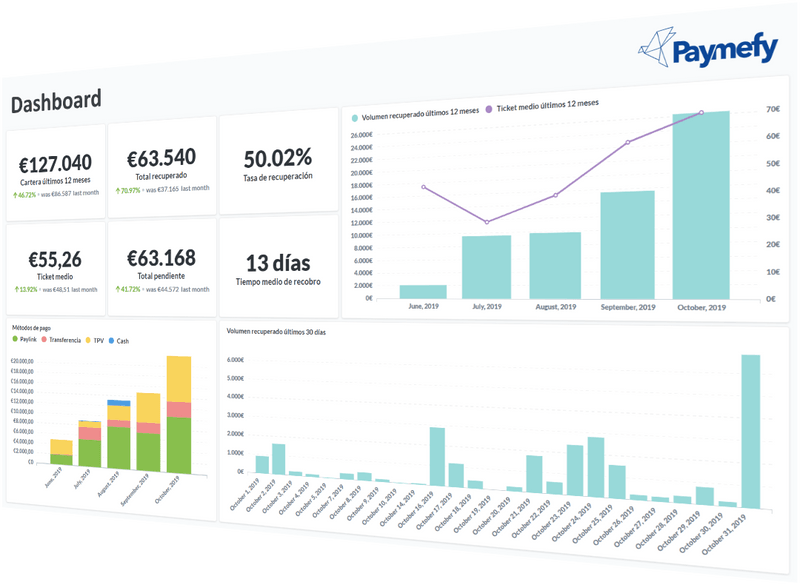 Paymefy
Dashboard
€127.040
Cartera últimos 12 meses
↑ 46.72% • was €86.587 last month
€63.540
Total recuperado
↑ 70.97% • was €37.165 last month
50.02%
Tasa de recuperación
€55,26
Ticket medio
↑ 13.92% • was €48,51 last month
€63.168
Total pendiente
↑ 41.72% • was €44.572 last month
13 días
Tiempo medio de recobro
Volumen recuperado últimos 12 meses Ticket medio últimos 12 meses
26.000€
24.000€
22.000€
20.000€
18.000€
16.000€
14.000€
12.000€
10.000€
8.000€
6.000€
4.000€
2.000€
0€
70€
60€
50€
40€
30€
20€
10€
0€
June, 2019
July, 2019
August, 2019
September, 2019
October, 2019
Métodos de pago
Paylink Transferencia TPV Cash
€20.000,00
€18.000,00
€16.000,00
€14.000,00
€12.000,00
€10.000,00
€8.000,00
€6.000,00
€4.000,00
€2.000,00
€0
June, 2019
July, 2019
August, 2019
September, 2019
October, 2019
Volumen recuperado últimos 30 días
6.000€
5.000€
4.000€
3.000€
2.000€
1.000€
0€
October 1, 2019
October 2, 2019
October 3, 2019
October 4, 2019
October 5, 2019
October 7, 2019
October 8, 2019
October 9, 2019
October 10, 2019
October 14, 2019
October 16, 2019
October 17, 2019
October 18, 2019
October 19, 2019
October 20, 2019
October 21, 2019
October 22, 2019
October 23, 2019
October 24, 2019
October 25, 2019
October 26, 2019
October 27, 2019
October 28, 2019
October 29, 2019
October 30, 2019
October 31, 2019